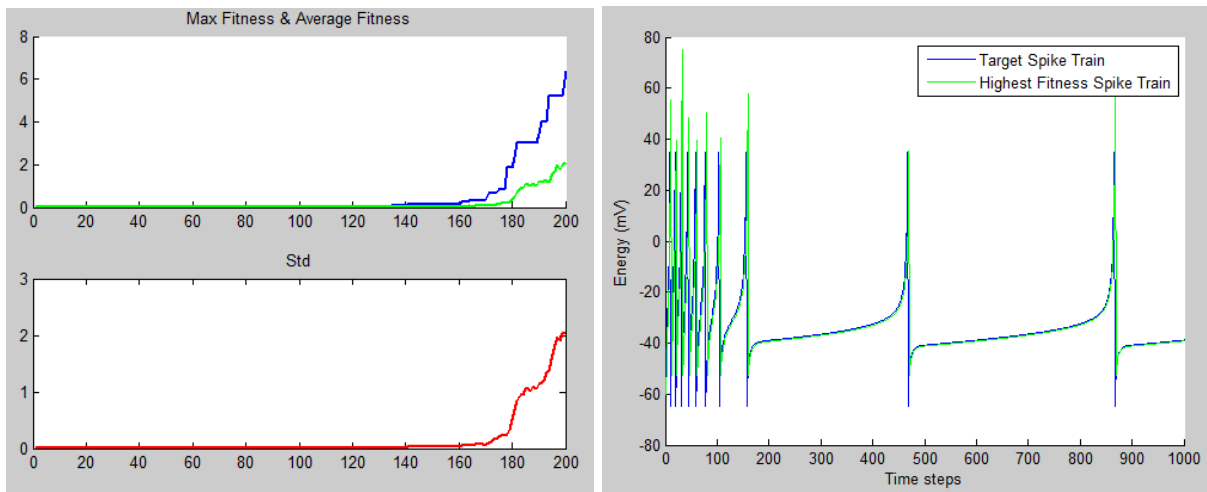 Max Fitness & Average Fitness
8
6
4
2
0
0 20 40 60 80 100 120 140 160 180 200
Std
3
2
1
0
0 20 40 60 80 100 120 140 160 180 200
Target Spike Train
Highest Fitness Spike Train
Energy (mV)
80
60
40
20
0
-20
-40
-60
-80
0 100 200 300 400 500 600 700 800 900 1000
Time steps